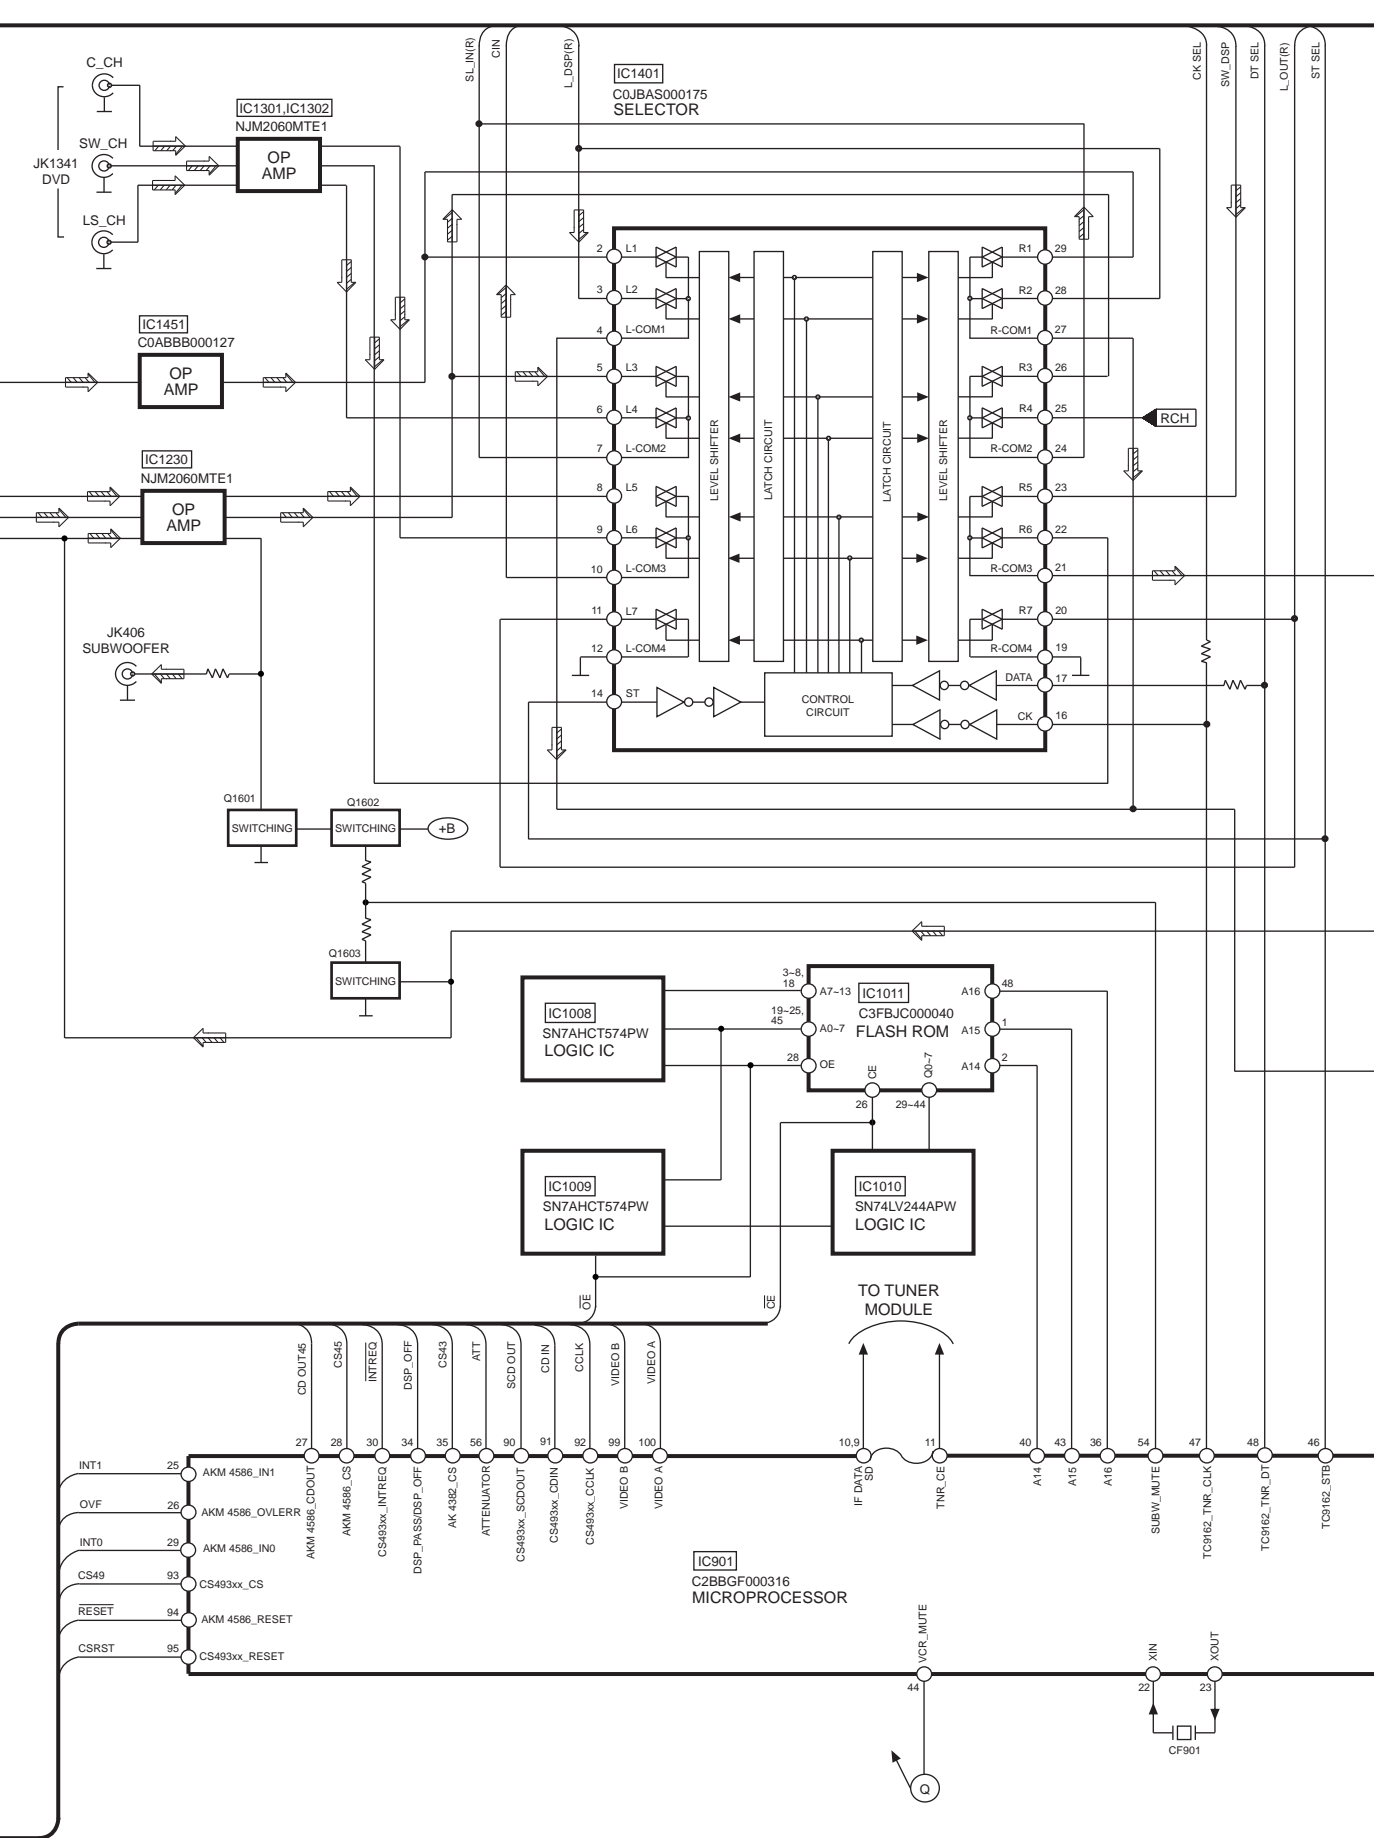 SL_IN(R)
CIN
L_DSP(R)
CK SEL
SW_DSP
DT SEL
L_OUT(R)
ST SEL
C_CH
SW_CH
JK1341
DVD
LS_CH
IC1301,IC1302
NJM2060MTE1
OP
AMP
IC1401
C0JBAS000175
SELECTOR
IC1451
C0ABBB000127
OP
AMP
IC1230
NJM2060MTE1
OP
AMP
JK406
SUBWOOFER
2 L1
3 L2
4 L-COM1
5 L3
6 L4
7 L-COM2
8 L5
9 L6
10 L-COM3
11 L7
12 L-COM4
14 ST
LEVEL SHIFTER
LATCH CIRCUIT
LATCH CIRCUIT
LEVEL SHIFTER
CONTROL
CIRCUIT
R1 29
R2 28
R-COM1 27
R3 26
R4 25
R-COM2 24
R5 23
R6 22
R-COM3 21
R7 20
R-COM4 19
DATA 17
CK 16
RCH
Q1601
SWITCHING
Q1602
SWITCHING
+B
Q1603
SWITCHING
IC1008
SN7AHCT574PW
LOGIC IC
3~8,
18
A7~13
19~25,
45
A0~7
28 OE
IC1011
C3FBJC000040
FLASH ROM
A16 48
A15 1
A14 2
CE
Q0~7
26
29~44
IC1009
SN7AHCT574PW
LOGIC IC
IC1010
SN74LV244APW
LOGIC IC
OE
CE
TO TUNER
MODULE
CD OUT45
CS45
INTREQ
DSP_OFF
CS43
ATT
SCD OUT
CD IN
CCLK
VIDEO B
VIDEO A
27 AKM 4586_CDOUT
28 AKM 4586_CS
30 CS493xx_INTREQ
34 DSP_PASS/DSP_OFF
35 AK 4382_CS
56 ATTENUATOR
90 CS493xx_SCDOUT
91 CS493xx_CDIN
92 CS493xx_CCLK
99 VIDEO B
100 VIDEO A
10,9 IF DATA
SD
11 TNR_CE
40 A14
43 A15
36 A16
54 SUBW_MUTE
47 TC9162_TNR_CLK
48 TC9162_TNR_DT
46 TC9162_STB
INT1 25 AKM 4586_IN1
OVF 26 AKM 4586_OVLERR
INT0 29 AKM 4586_IN0
CS49 93 CS493xx_CS
RESET 94 AKM 4586_RESET
CSRST 95 CS493xx_RESET
IC901
C2BBGF000316
MICROPROCESSOR
VCR_MUTE
44
Q
XIN
22
XOUT
23
CF901